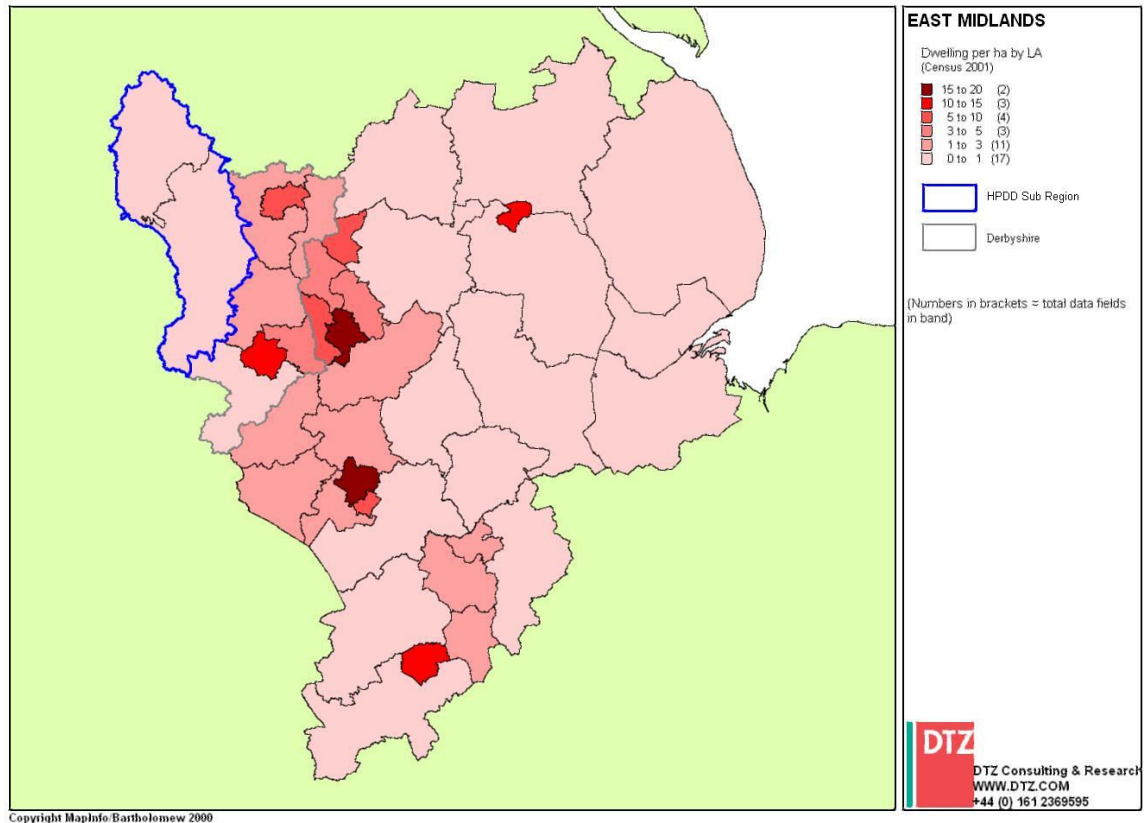 EAST MIDLANDS
Dwelling per ha by LA
(Census 2001)
15 to 20 (2)
10 to 15 (3)
5 to 10 (4)
3 to 5 (3)
1 to 3 (11)
0 to 1 (17)
HPDD Sub Region
Derbyshire
(Numbers in brackets = total data fields
in band)
DTZ
DTZ Consulting & Research
WWW.DTZ.COM
+44 (0) 161 2369595
Copyright MapInfo/Bartholomew 2000